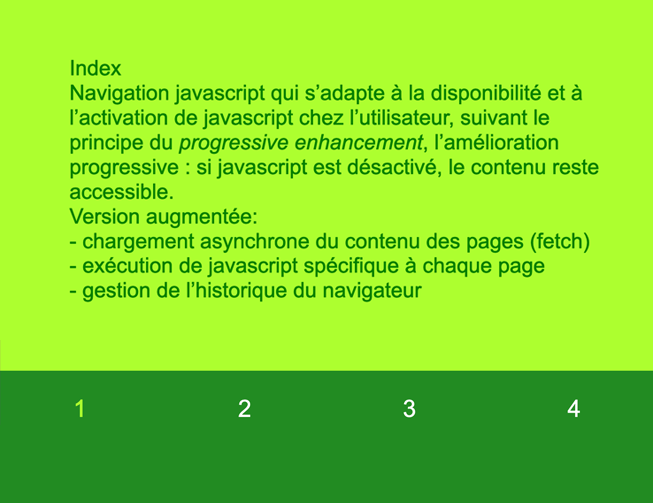 Index
Navigation javascript qui s’adapte à la disponibilité et à
l’activation de javascript chez l’utilisateur, suivant le
principe du progressive enhancement, l’amélioration
progressive : si javascript est désactivé, le contenu reste
accessible.
Version augmentée:
- chargement asynchrone du contenu des pages (fetch)
- exécution de javascript spécifique à chaque page
- gestion de l’historique du navigateur
1 2 3 4